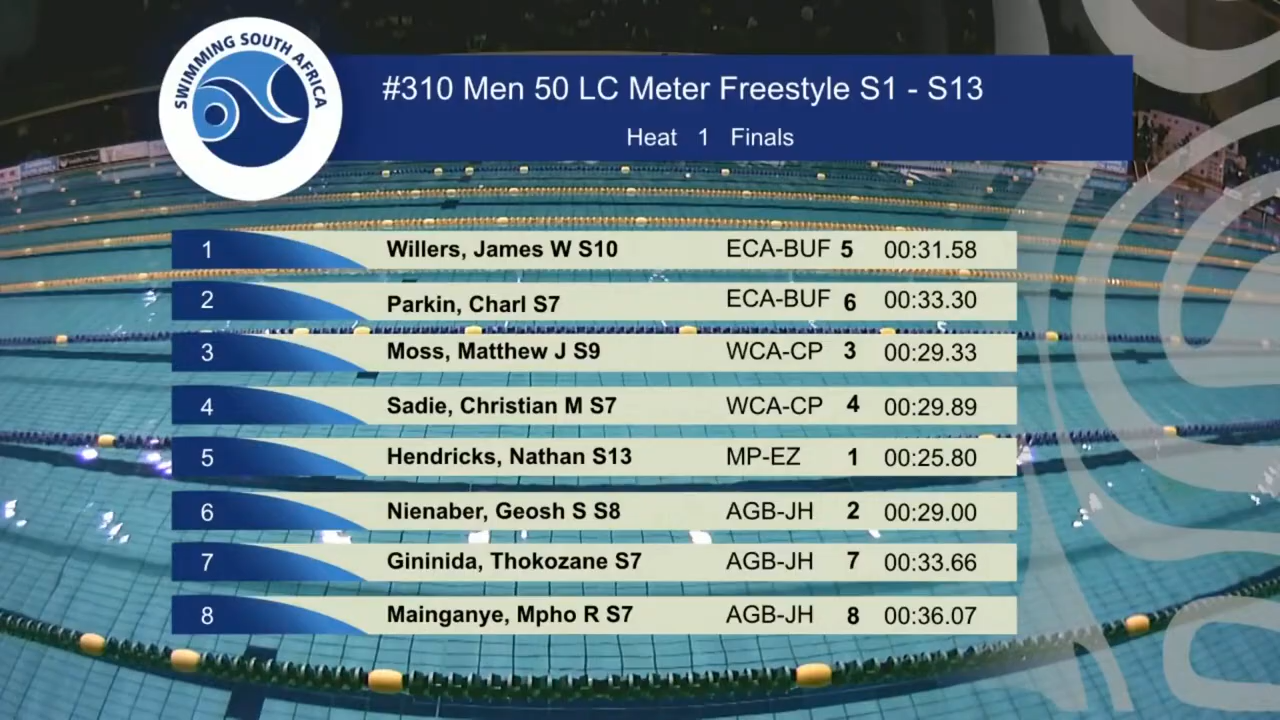 SWIMMING SOUTH AFRICA
#310 Men 50 LC Meter Freestyle S1 - S13
Heat 1 Finals
1 Willers, James W S10 ECA-BUF 5 00:31.58
2 Parkin, Charl S7 ECA-BUF 6 00:33.30
3 Moss, Matthew J S9 WCA-CP 3 00:29.33
4 Sadie, Christian M S7 WCA-CP 4 00:29.89
5 Hendricks, Nathan S13 MP-EZ 1 00:25.80
6 Nienaber, Geosh S S8 AGB-JH 2 00:29.00
7 Gininida, Thokozane S7 AGB-JH 7 00:33.66
8 Mainganye, Mpho R S7 AGB-JH 8 00:36.07